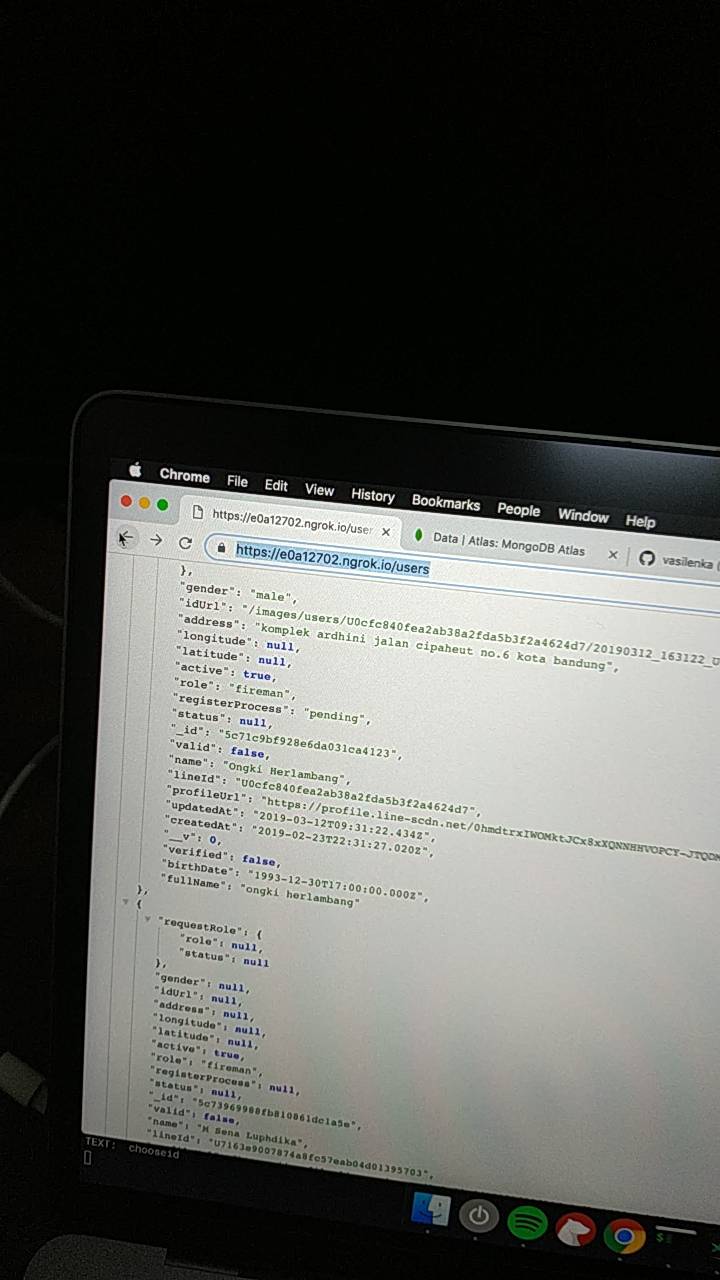 Chrome File Edit View History Bookmarks People Window Help
https://e0a12702.ngrok.io/user
Data | Atlas: MongoDB Atlas
vasilenka (
https://e0a12702.ngrok.io/users
},
"gender": "male",
"idUrl": "/images/users/U0cfc840fea2ab38a2fda5b3f2a4624d7/20190312_163122_U
"address": "komplek ardhini jalan cipaheut no.6 kota bandung",
"longitude": null,
"latitude": null,
"active": true,
"role": "fireman",
"registerProcess": "pending",
"status": null,
"_id": "5c71c9bf928e6da031ca4123",
"valid": false,
"name": "Ongki Herlambang",
"lineId": "U0cfc840fea2ab38a2fda5b3f2a4624d7",
"profileUrl": "https://profile.line-scdn.net/0hmdtrxIWOMktJCx8xXQNNHHVOPCY-JTQDM
"updatedAt": "2019-03-12T09:31:22.434Z",
"createdAt": "2019-02-23T22:31:27.020Z",
"__v": 0,
"verified": false,
"birthDate": "1993-12-30T17:00:00.000Z",
"fullName": "ongki herlambang"
},
{
"requestRole": {
"role": null,
"status": null
},
"gender": null,
"idUrl": null,
"address": null,
"longitude": null,
"latitude": null,
"active": true,
"role": "fireman",
"registerProcess": null,
"status": null,
"_id": "5c73969988fb810861dc1a5e",
"valid": false,
"name": "M Sena Luphdika",
"lineId": "U7163e9007874a8fc57eab04d01395703",
TEXT: chooseid